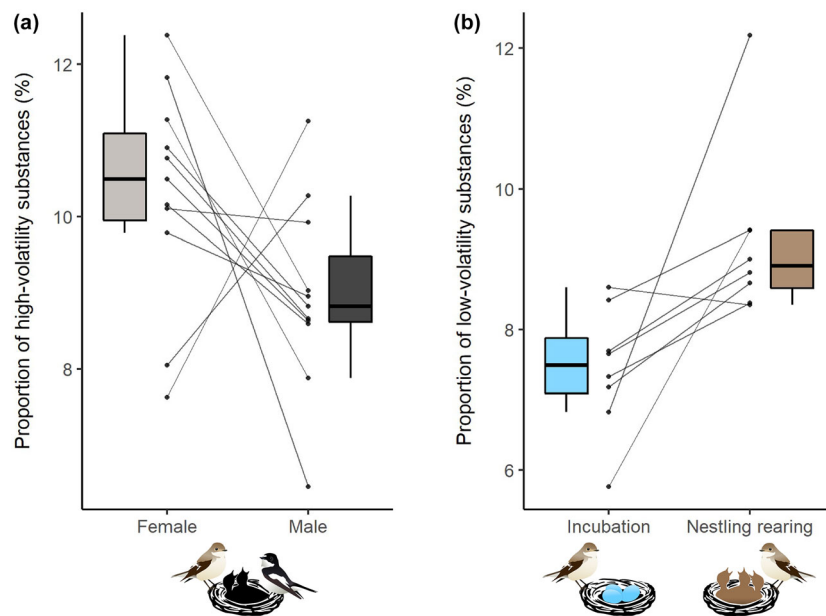 (a)
Proportion of high-volatility substances (%)
12
10
8
Female
Male
(b)
Proportion of low-volatility substances (%)
12
10
8
6
Incubation
Nestling rearing